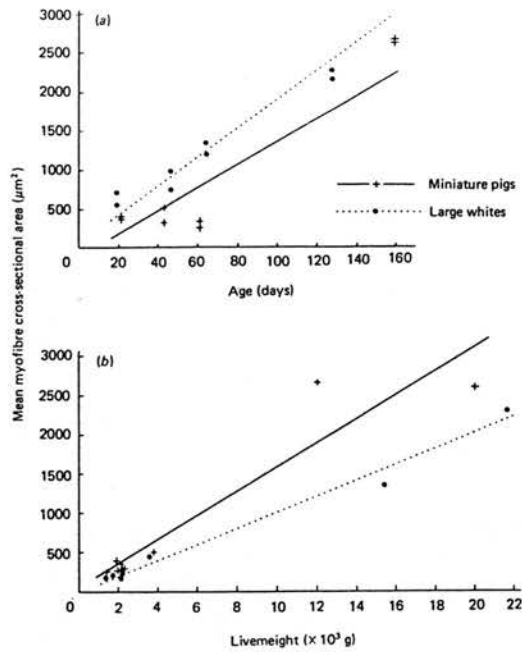 (a)
3000
2500
2000
1500
1000
500
0 20 40 60 80 100 120 140 160
Age (days)
Miniature pigs
Large whites
Mean myofibre cross-sectional area (µm²)
(b)
3000
2500
2000
1500
1000
500
0 2 4 6 8 10 12 14 16 18 20 22
Livemeight (× 10³ g)